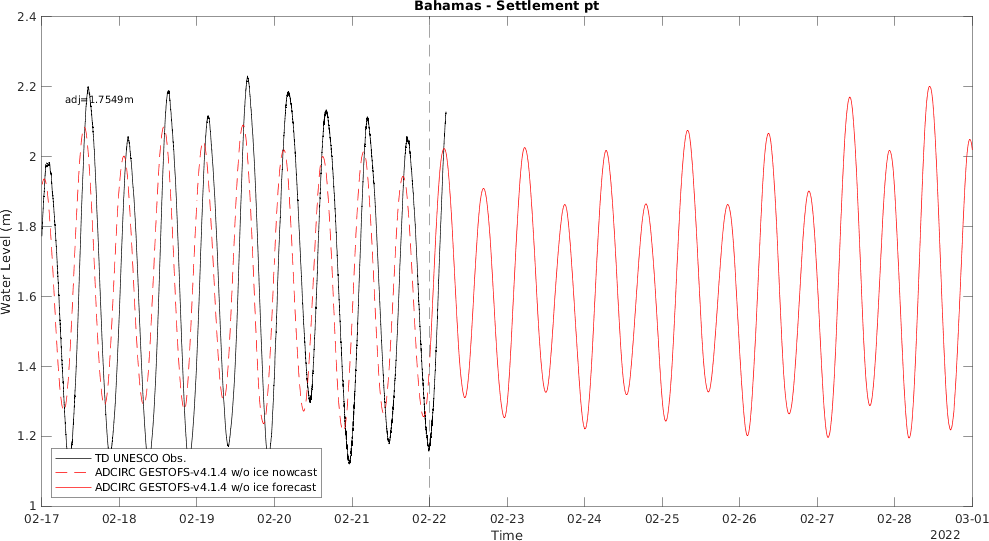 Bahamas - Settlement pt
2.4
2.2
2
1.8
1.6
1.4
1.2
1
Water Level (m)
adj=1.7549m
TD UNESCO Obs.
ADCIRC GESTOFS-v4.1.4 w/o ice nowcast
ADCIRC GESTOFS-v4.1.4 w/o ice forecast
02-17 02-18 02-19 02-20 02-21 02-22 02-23 02-24 02-25 02-26 02-27 02-28 03-01
Time
2022